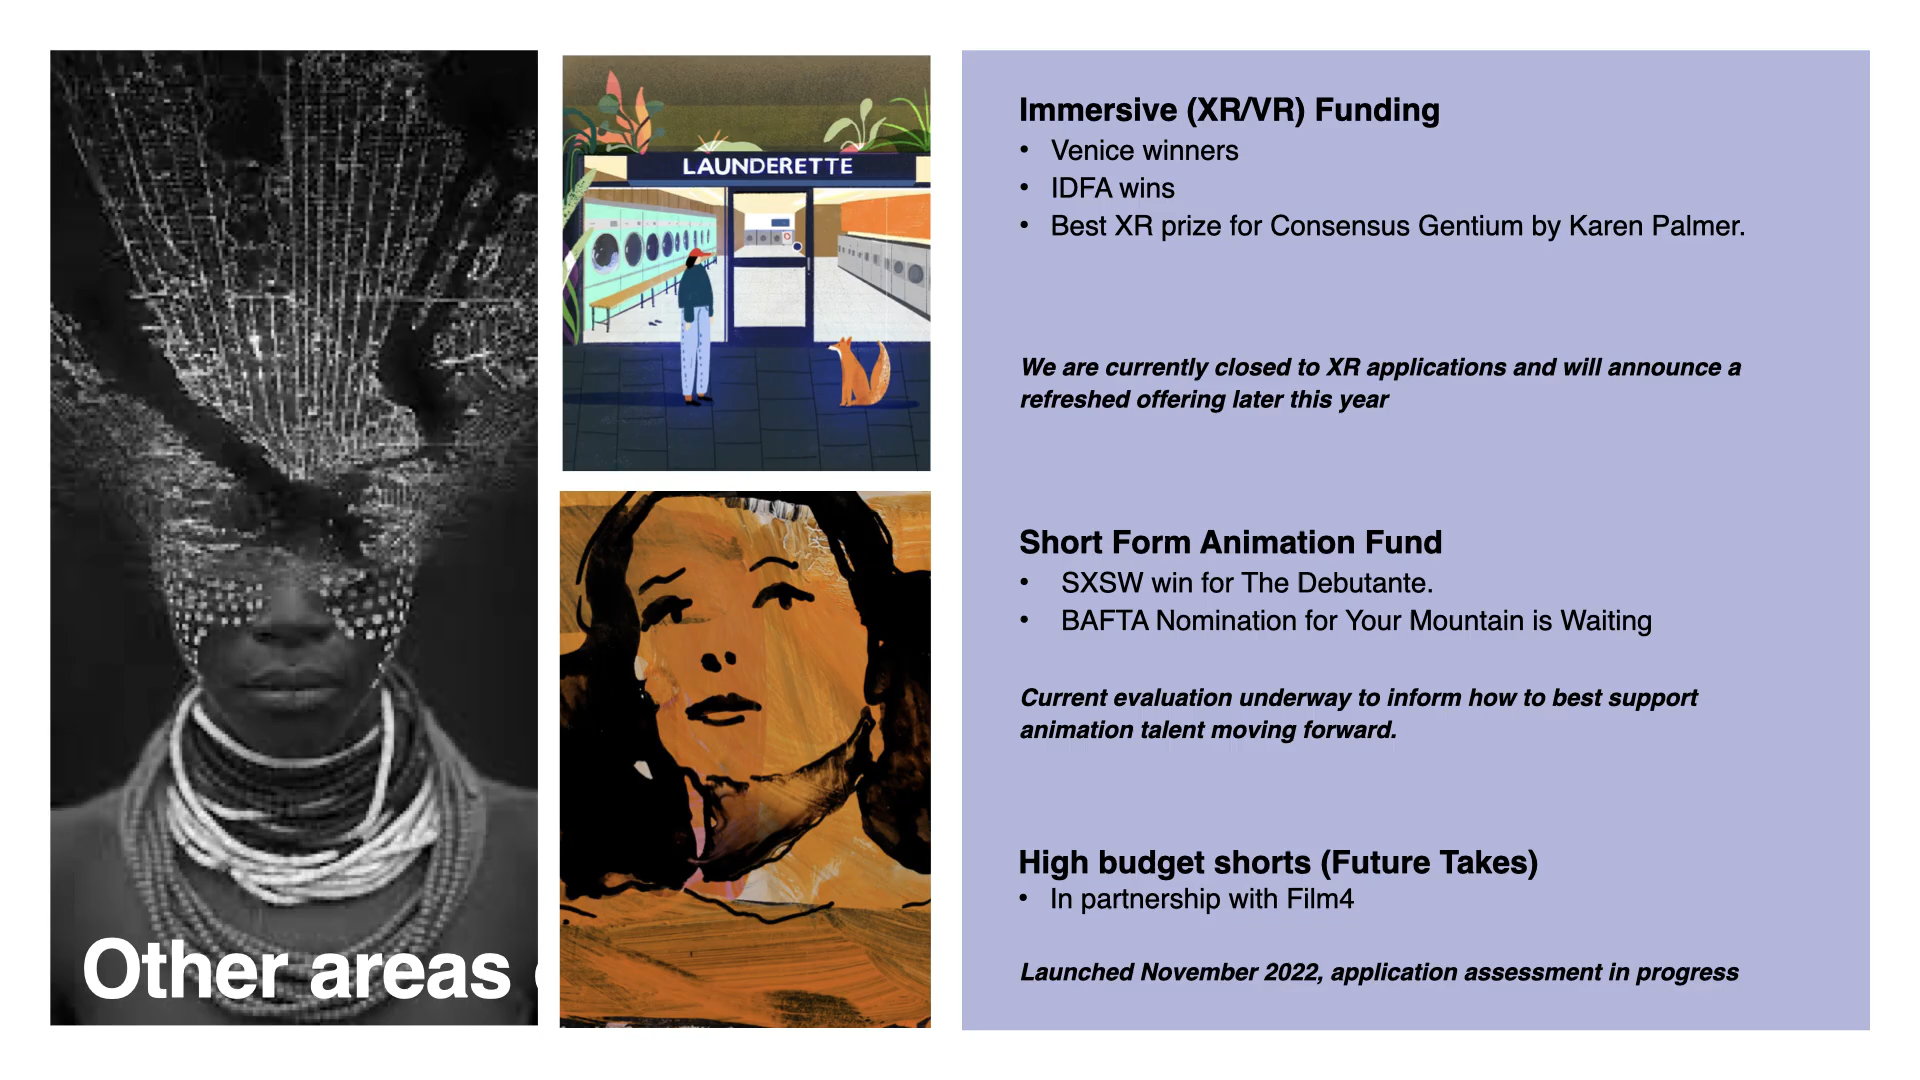 Other areas
LAUNDERETTE
Immersive (XR/VR) Funding
• Venice winners
• IDFA wins
• Best XR prize for Consensus Gentium by Karen Palmer.
We are currently closed to XR applications and will announce a
refreshed offering later this year
Short Form Animation Fund
• SXSW win for The Debutante.
• BAFTA Nomination for Your Mountain is Waiting
Current evaluation underway to inform how to best support
animation talent moving forward.
High budget shorts (Future Takes)
• In partnership with Film4
Launched November 2022, application assessment in progress